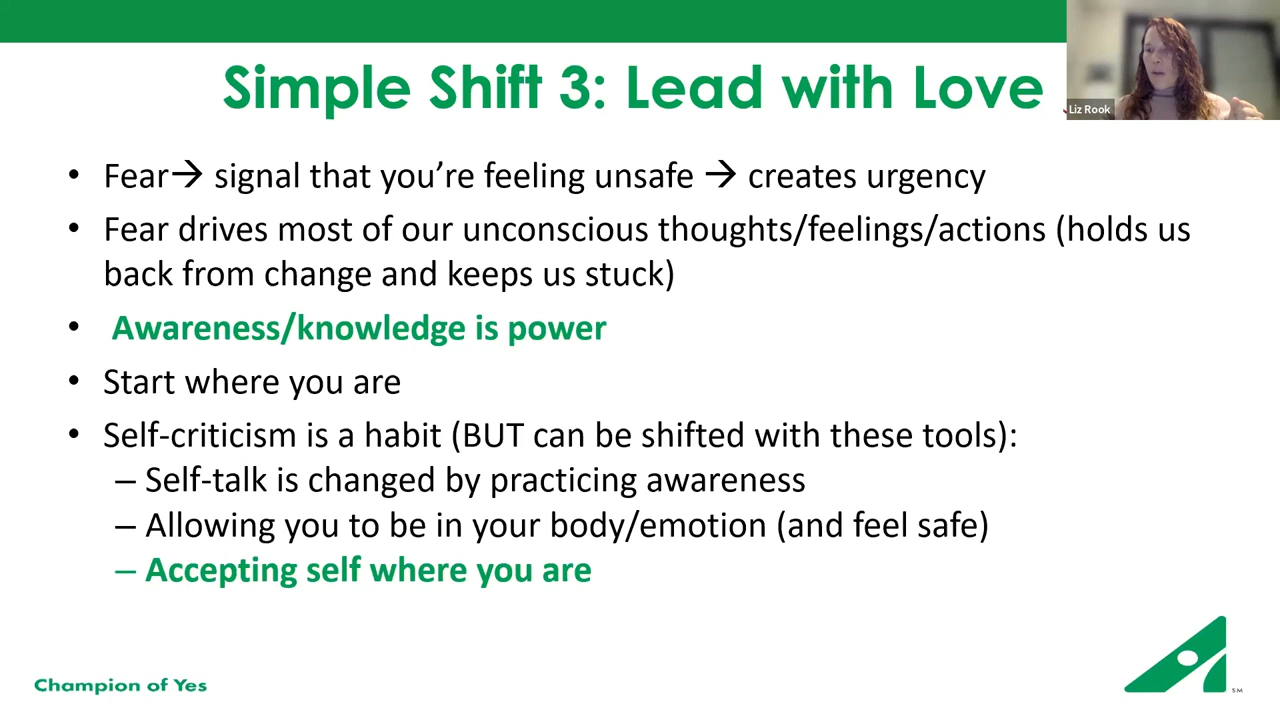 Simple Shift 3: Lead with Love
Liz Rook
• Fear→ signal that you’re feeling unsafe → creates urgency
• Fear drives most of our unconscious thoughts/feelings/actions (holds us
back from change and keeps us stuck)
• Awareness/knowledge is power
• Start where you are
• Self-criticism is a habit (BUT can be shifted with these tools):
– Self-talk is changed by practicing awareness
– Allowing you to be in your body/emotion (and feel safe)
– Accepting self where you are
Champion of Yes
SM